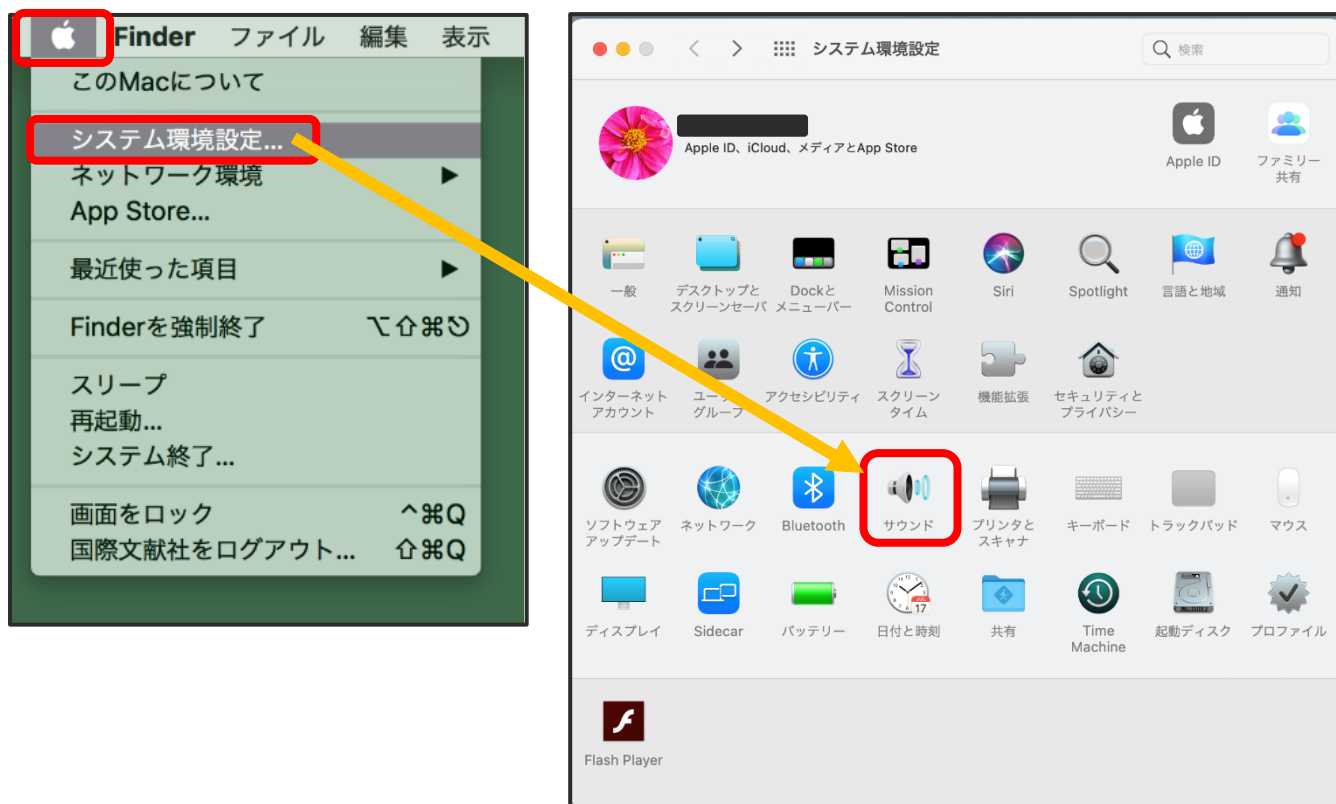 Finder ファイル 編集 表示
このMacについて
システム環境設定...
ネットワーク環境
App Store...
最近使った項目
Finderを強制終了 ⌥⇧⌘⎋
スリープ
再起動...
システム終了...
画面をロック ^⌘Q
国際文献社をログアウト... ⇧⌘Q
システム環境設定
検索
Apple ID、iCloud、メディアとApp Store
Apple ID
ファミリー
共有
一般
デスクトップと
スクリーンセーバ
Dockと
メニューバー
Mission
Control
Siri
Spotlight
言語と地域
通知
インターネット
アカウント
グループ
アクセシビリティ
スクリーン
タイム
機能拡張
セキュリティと
プライバシー
ソフトウェア
アップデート
ネットワーク
Bluetooth
サウンド
プリンタと
スキャナ
キーボード
トラックパッド
マウス
ディスプレイ
Sidecar
バッテリー
JUL
17
日付と時刻
共有
Time
Machine
起動ディスク
プロファイル
Flash Player